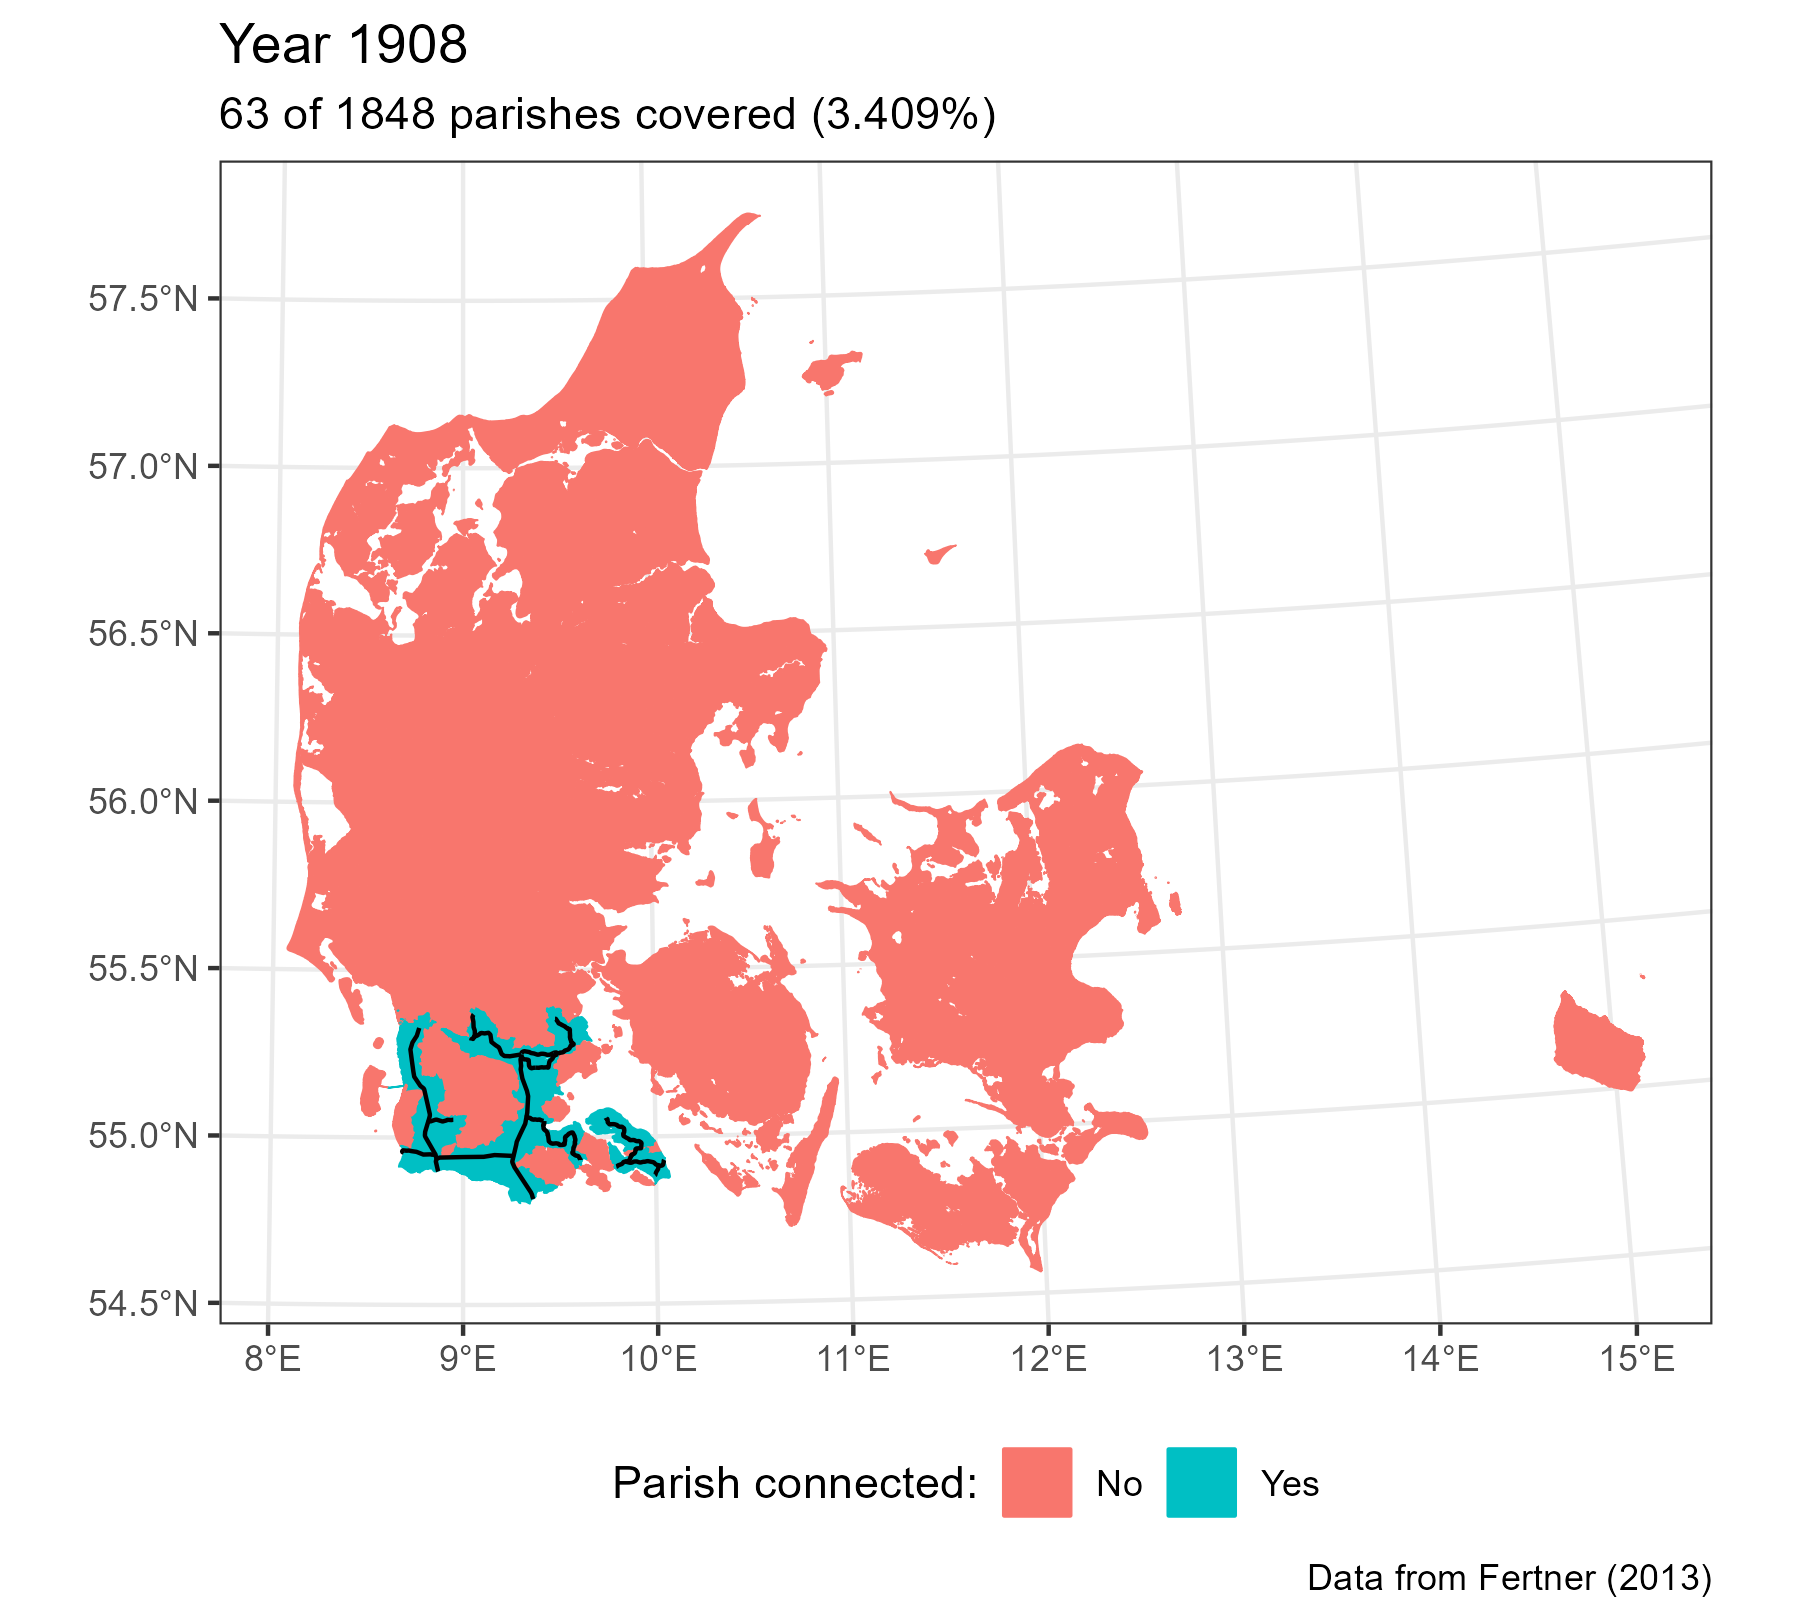 Year 1908
63 of 1848 parishes covered (3.409%)
57.5°N
57.0°N
56.5°N
56.0°N
55.5°N
55.0°N
54.5°N
8°E 9°E 10°E 11°E 12°E 13°E 14°E 15°E
Parish connected: No Yes
Data from Fertner (2013)